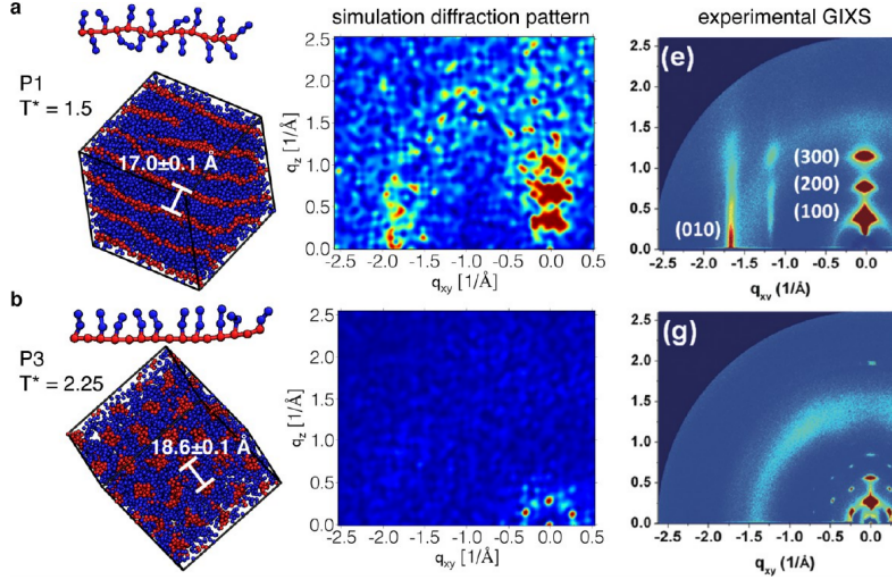 a
simulation diffraction pattern
experimental GIXS
P1
T* = 1.5
17.0±0.1 Å
2.5
2.0
1.5
1.0
0.5
0.0
qz [1/Å]
-2.5 -2.0 -1.5 -1.0 -0.5 0.0 0.5
qxy [1/Å]
(e)
2.5
2.0
1.5
1.0
0.5
0.0
(300)
(200)
(100)
(010)
-2.5 -2.0 -1.5 -1.0 -0.5 0.0
qxy (1/Å)
b
P3
T* = 2.25
18.6±0.1 Å
2.5
2.0
1.5
1.0
0.5
0.0
qz [1/Å]
-2.5 -2.0 -1.5 -1.0 -0.5 0.0 0.5
qxy [1/Å]
(g)
2.5
2.0
1.5
1.0
0.5
0.0
-2.5 -2.0 -1.5 -1.0 -0.5 0.0
qxy (1/Å)